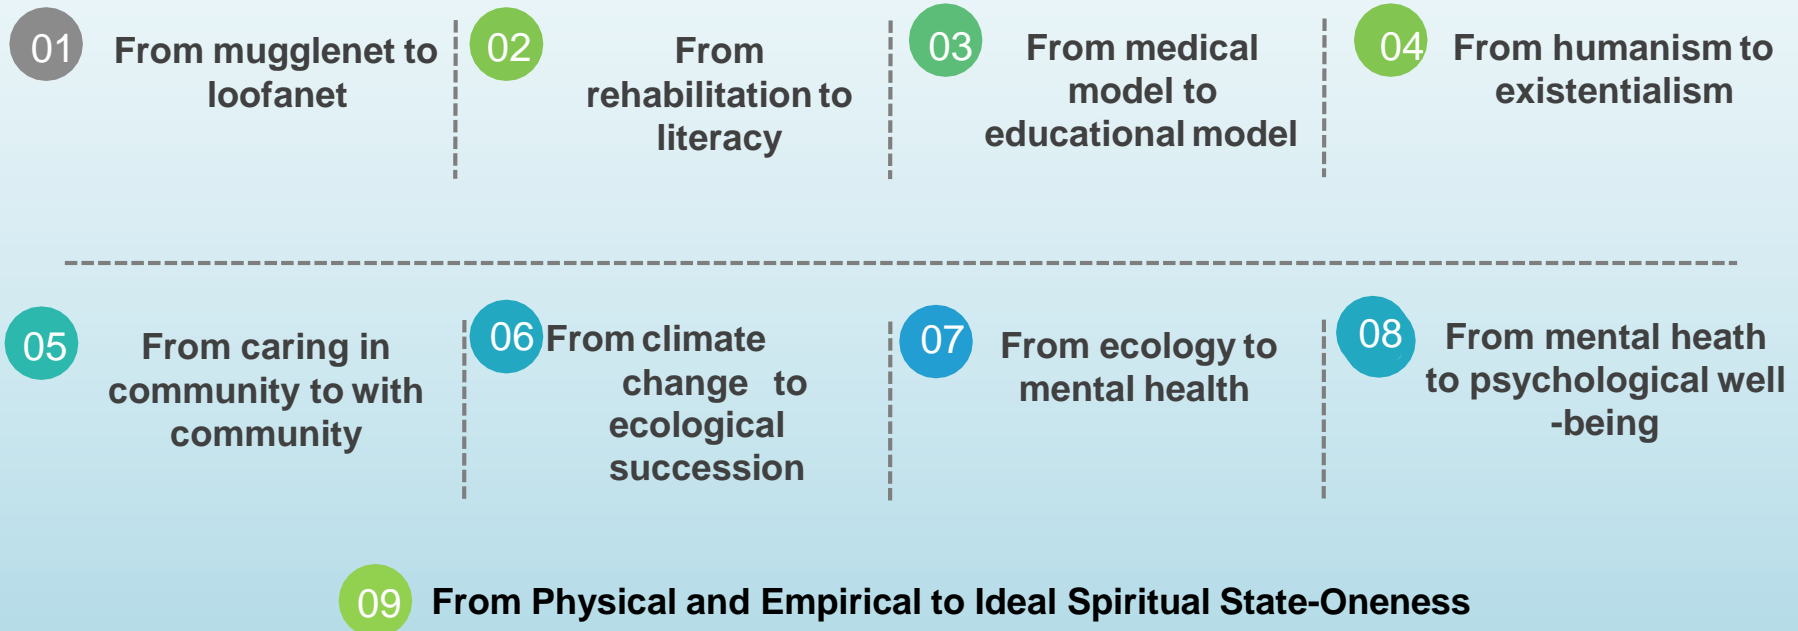 01
From mugglenet to
loofanet
02
From
rehabilitation to
literacy
03
From medical
model to
educational model
04
From humanism to
existentialism
05
From caring in
community to with
community
06
From climate
change to
ecological
succession
07
From ecology to
mental health
08
From mental heath
to psychological well
-being
09
From Physical and Empirical to Ideal Spiritual State-Oneness